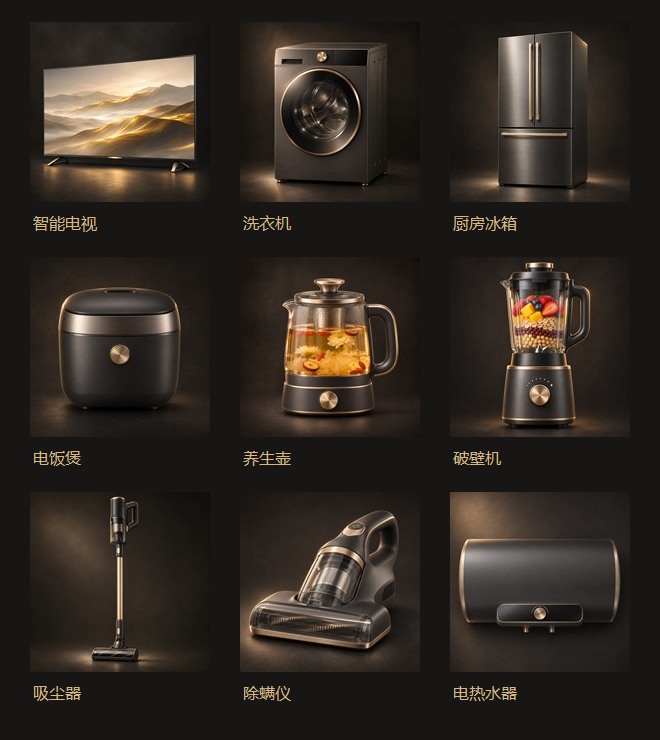 智能电视
洗衣机
厨房冰箱
电饭煲
养生壶
破壁机
吸尘器
除螨仪
电热水器